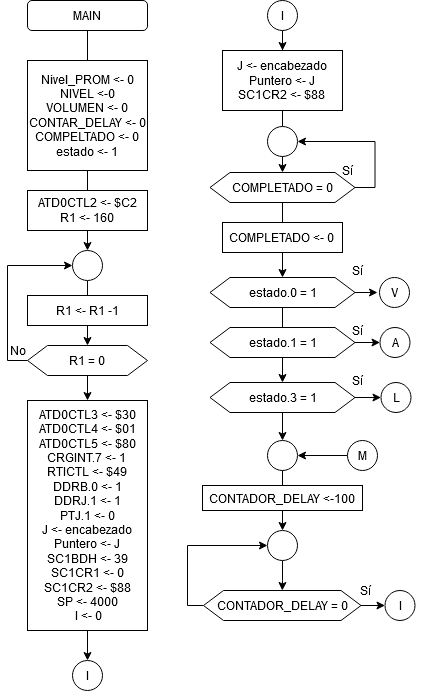 MAIN
Nivel_PROM <- 0
NIVEL <-0
VOLUMEN <- 0
CONTAR_DELAY <- 0
COMPELTADO <- 0
estado <- 1
ATD0CTL2 <- $C2
R1 <- 160
R1 <- R1 -1
No
R1 = 0
ATD0CTL3 <- $30
ATD0CTL4 <- $01
ATD0CTL5 <- $80
CRGINT.7 <- 1
RTICTL <- $49
DDRB.0 <- 1
DDRJ.1 <- 1
PTJ.1 <- 0
J <- encabezado
Puntero <- J
SC1BDH <- 39
SC1CR1 <- 0
SC1CR2 <- $88
SP <- 4000
I <- 0
I
I
J <- encabezado
Puntero <- J
SC1CR2 <- $88
Sí
COMPLETADO = 0
COMPLETADO <- 0
Sí
estado.0 = 1
V
Sí
estado.1 = 1
A
Sí
estado.3 = 1
L
M
CONTADOR_DELAY <-100
Sí
CONTADOR_DELAY = 0
I